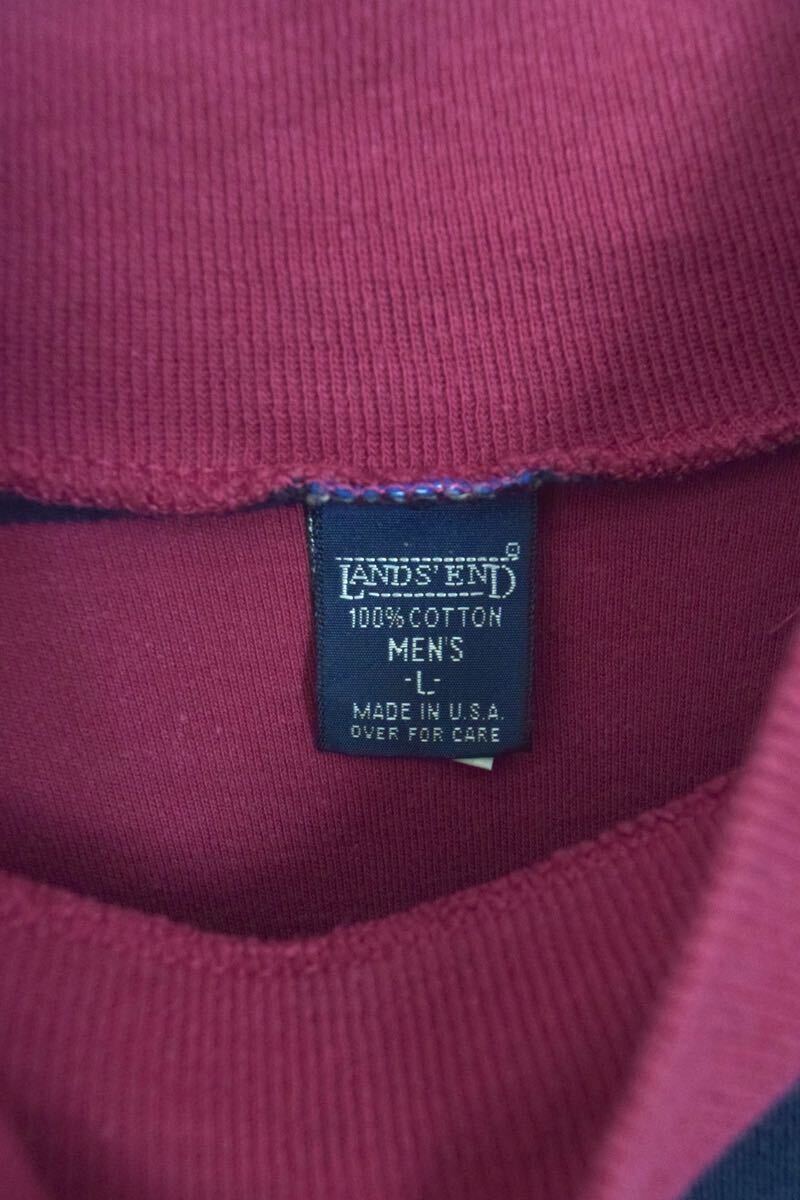 LANDS' END
100% COTTON
MEN'S
-L-
MADE IN U.S.A.
OVER FOR CARE